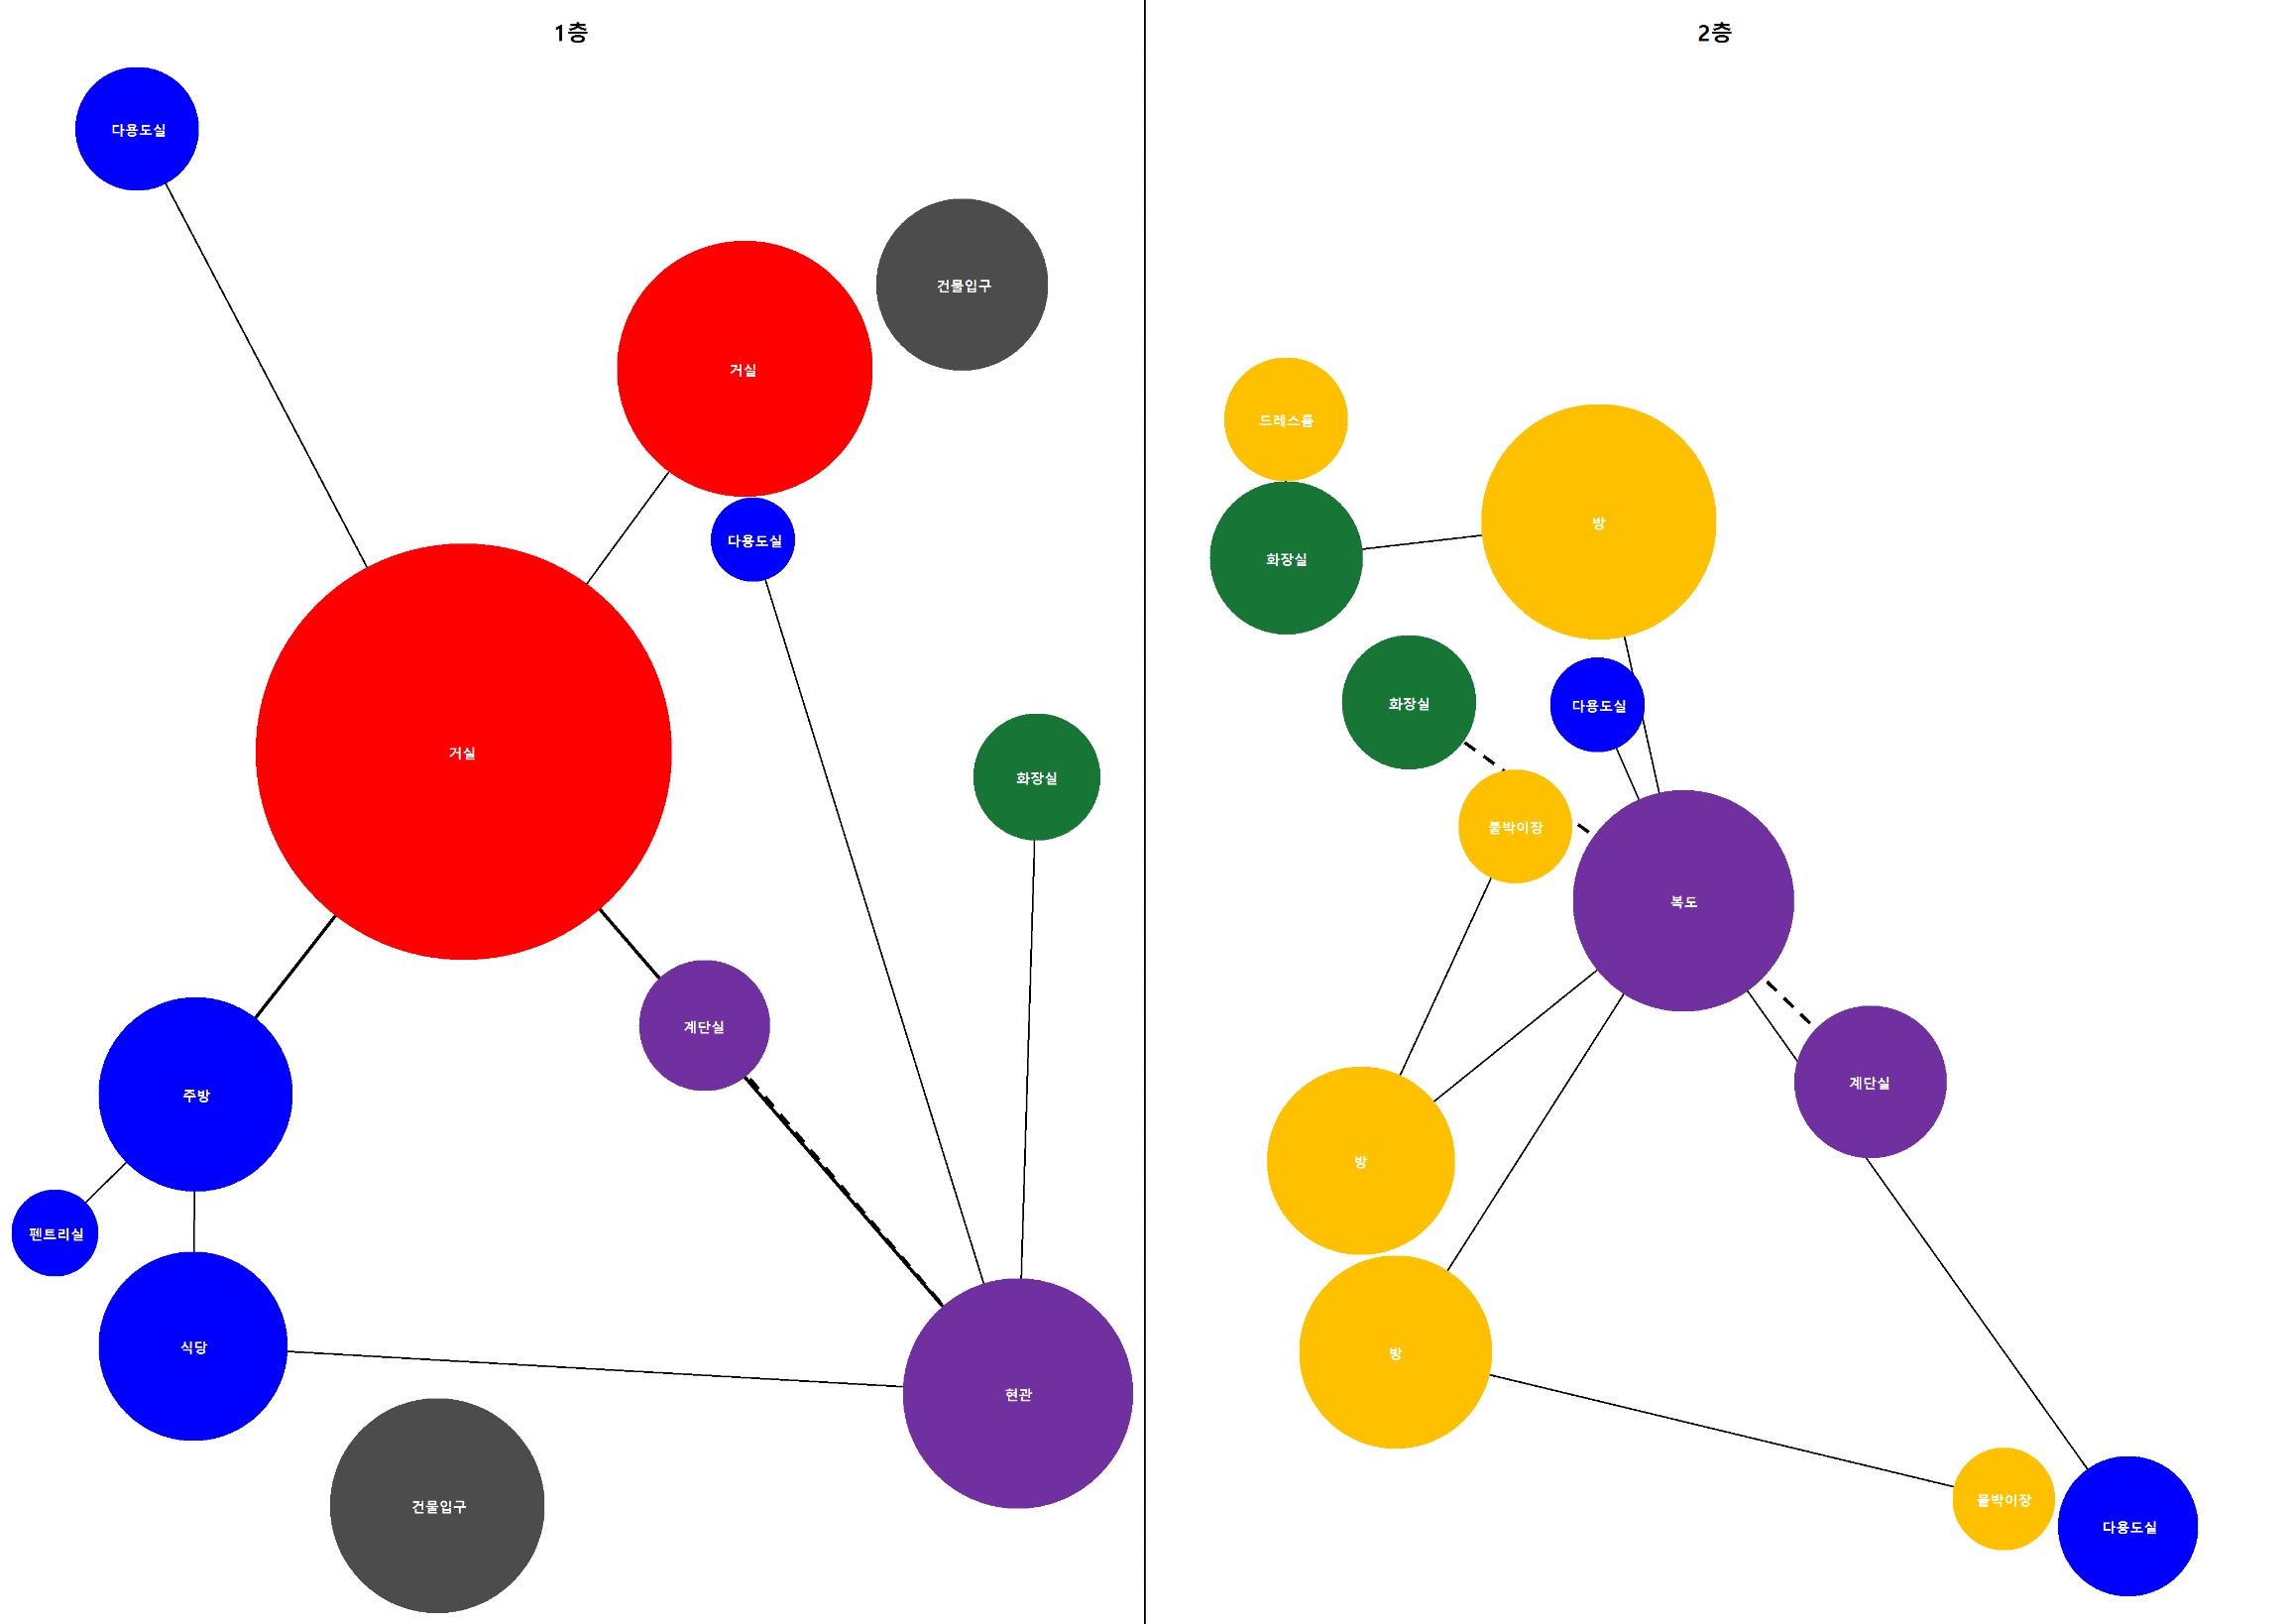 1층
다용도실
건물입구
거실
다용도실
거실
화장실
계단실
주방
펜트리실
식당
현관
건물입구
2층
드레스룸
방
화장실
화장실
다용도실
붙박이장
복도
계단실
방
방
붙박이장
다용도실